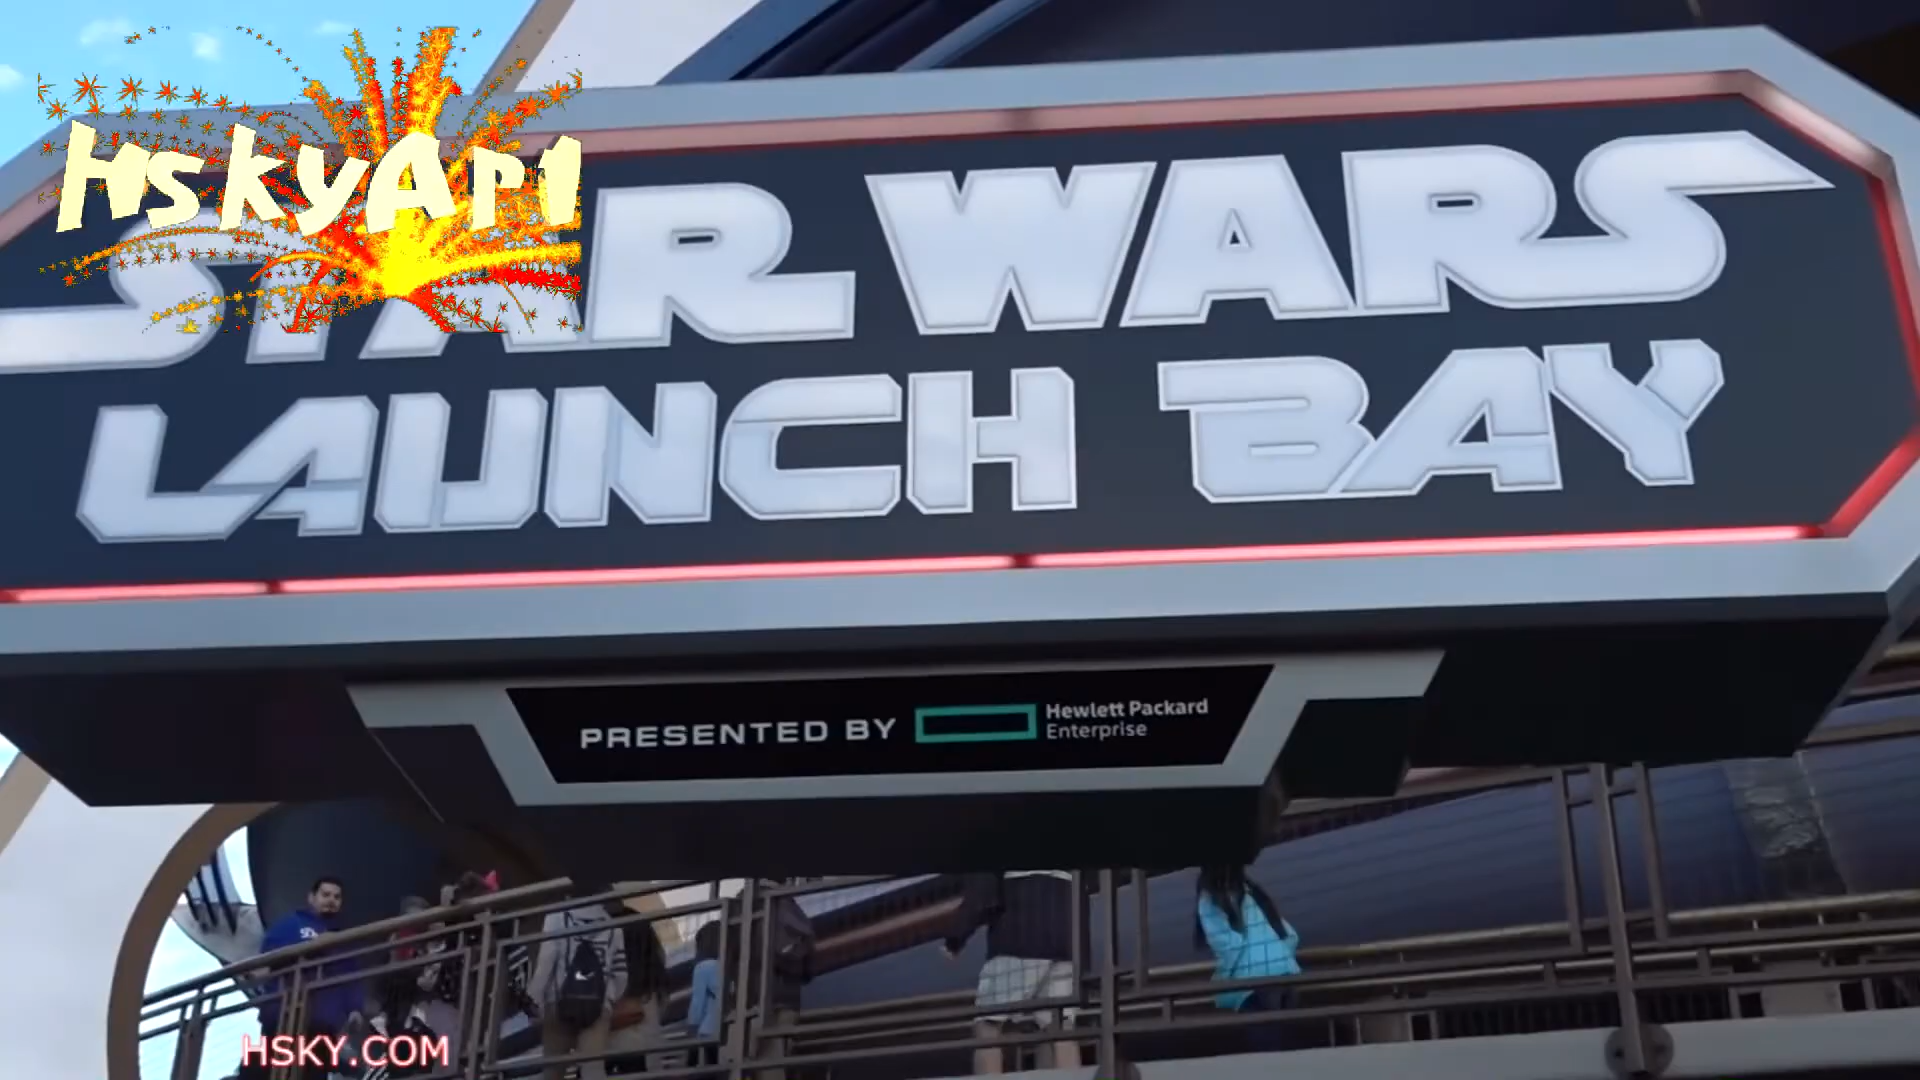 HskyAp1
STAR WARS
LAUNCH BAY
PRESENTED BY Hewlett Packard
Enterprise
HSKY.COM